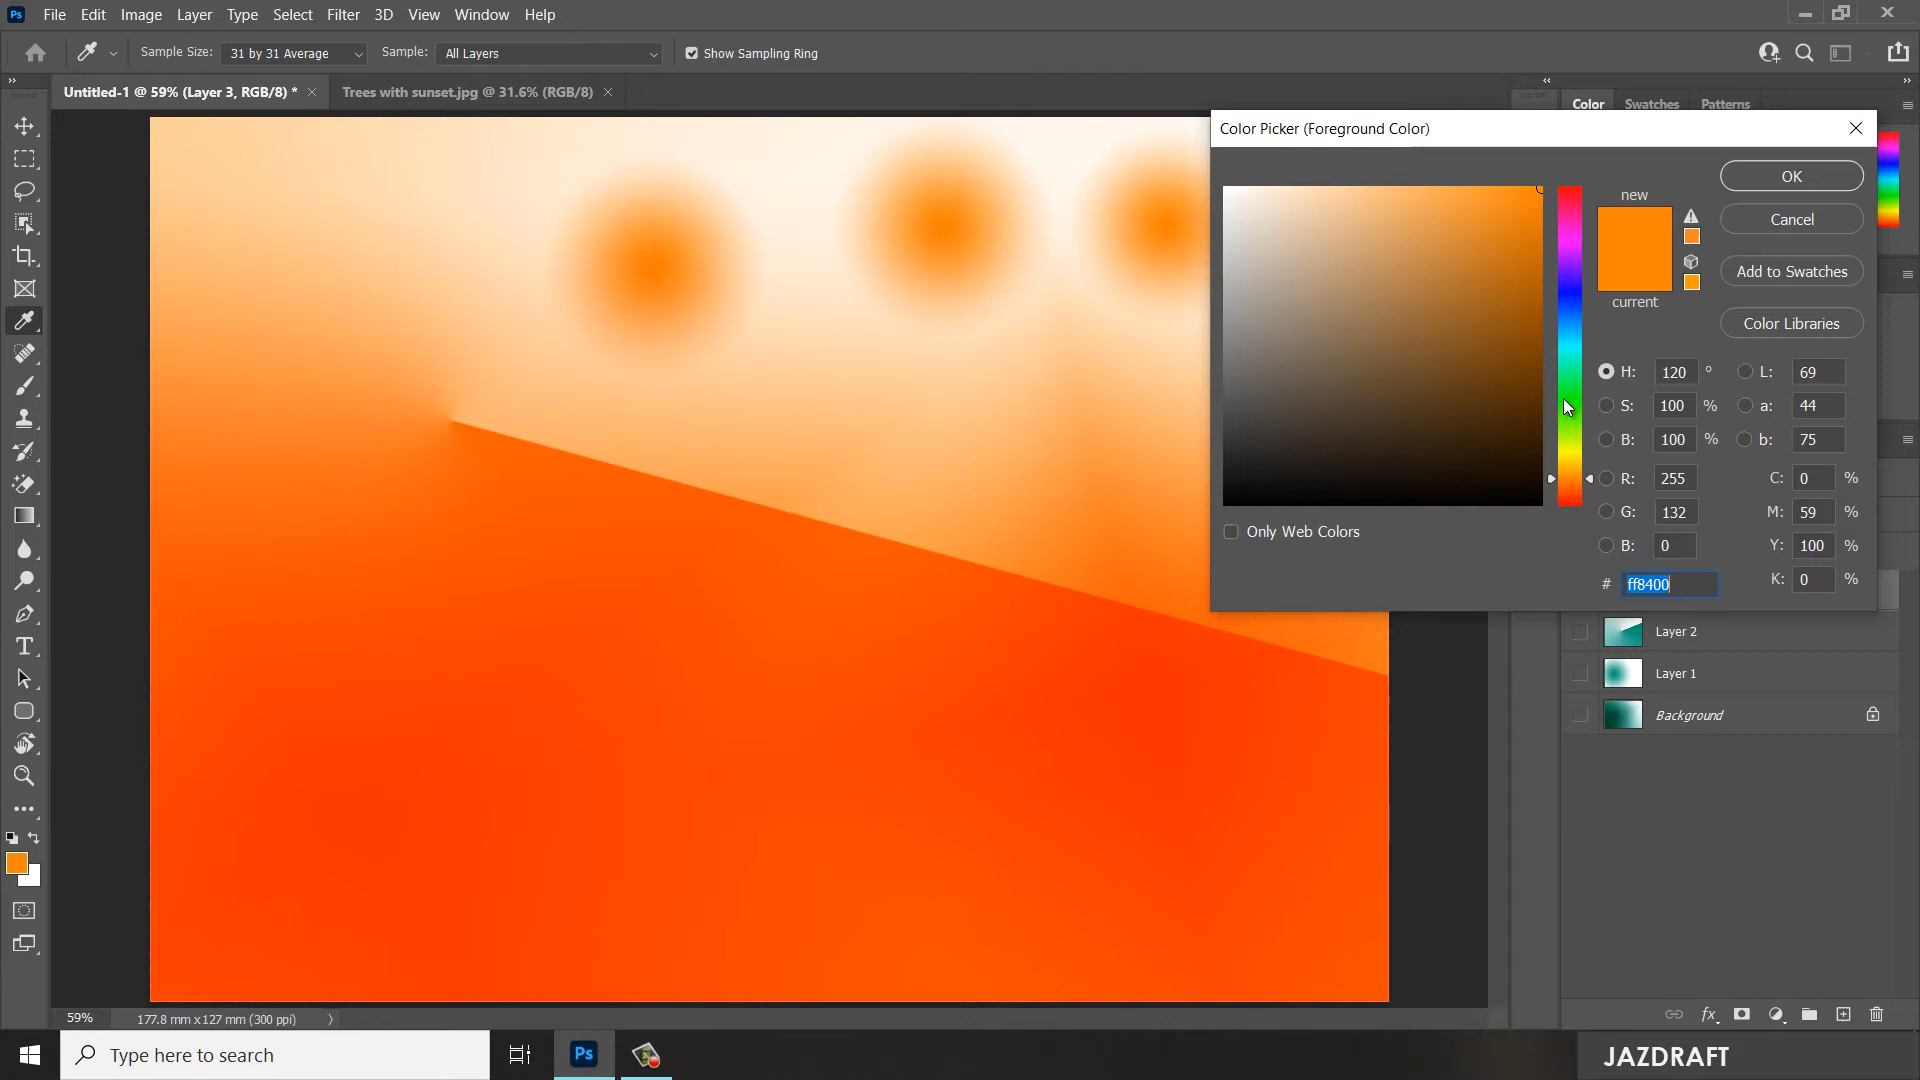 Ps File Edit Image Layer Type Select Filter 3D View Window Help
Sample Size: 31 by 31 Average Sample: All Layers Show Sampling Ring
Untitled-1 @ 59% (Layer 3, RGB/8) * Trees with sunset.jpg @ 31.6% (RGB/8)
Color Swatches Patterns
Color Picker (Foreground Color)
OK
new
Cancel
Add to Swatches
current
Color Libraries
H: 120 ° L: 69
S: 100 % a: 44
B: 100 % b: 75
R: 255 C: 0 %
G: 132 M: 59 %
Only Web Colors
B: 0 Y: 100 %
# ff8400 K: 0 %
Layer 2
Layer 1
Background
59% 177.8 mm x 127 mm (300 ppi)
fx
Type here to search
Ps
JAZDRAFT